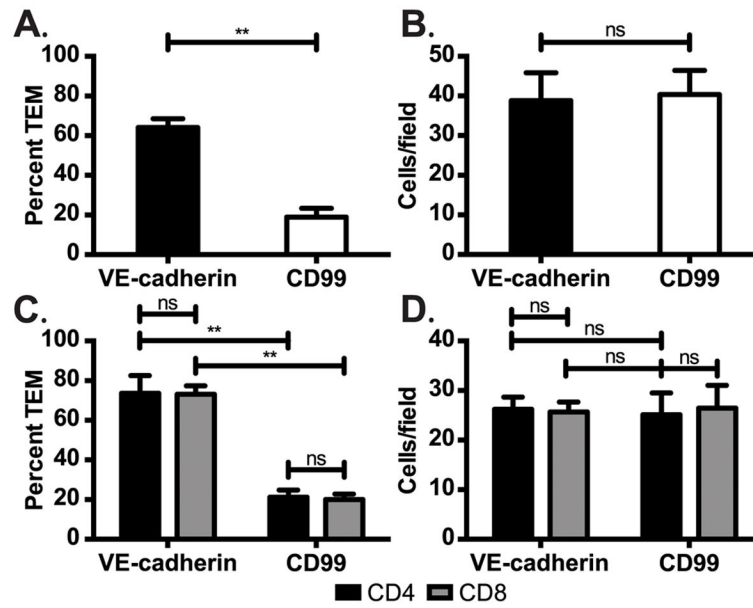 A.
**
Percent TEM
100
80
60
40
20
0
VE-cadherin CD99
B.
ns
Cells/field
50
40
30
20
10
0
VE-cadherin CD99
C.
ns
**
**
ns
Percent TEM
100
80
60
40
20
0
VE-cadherin CD99
D.
ns
ns
ns
ns
Cells/field
40
30
20
10
0
VE-cadherin CD99
CD4 CD8